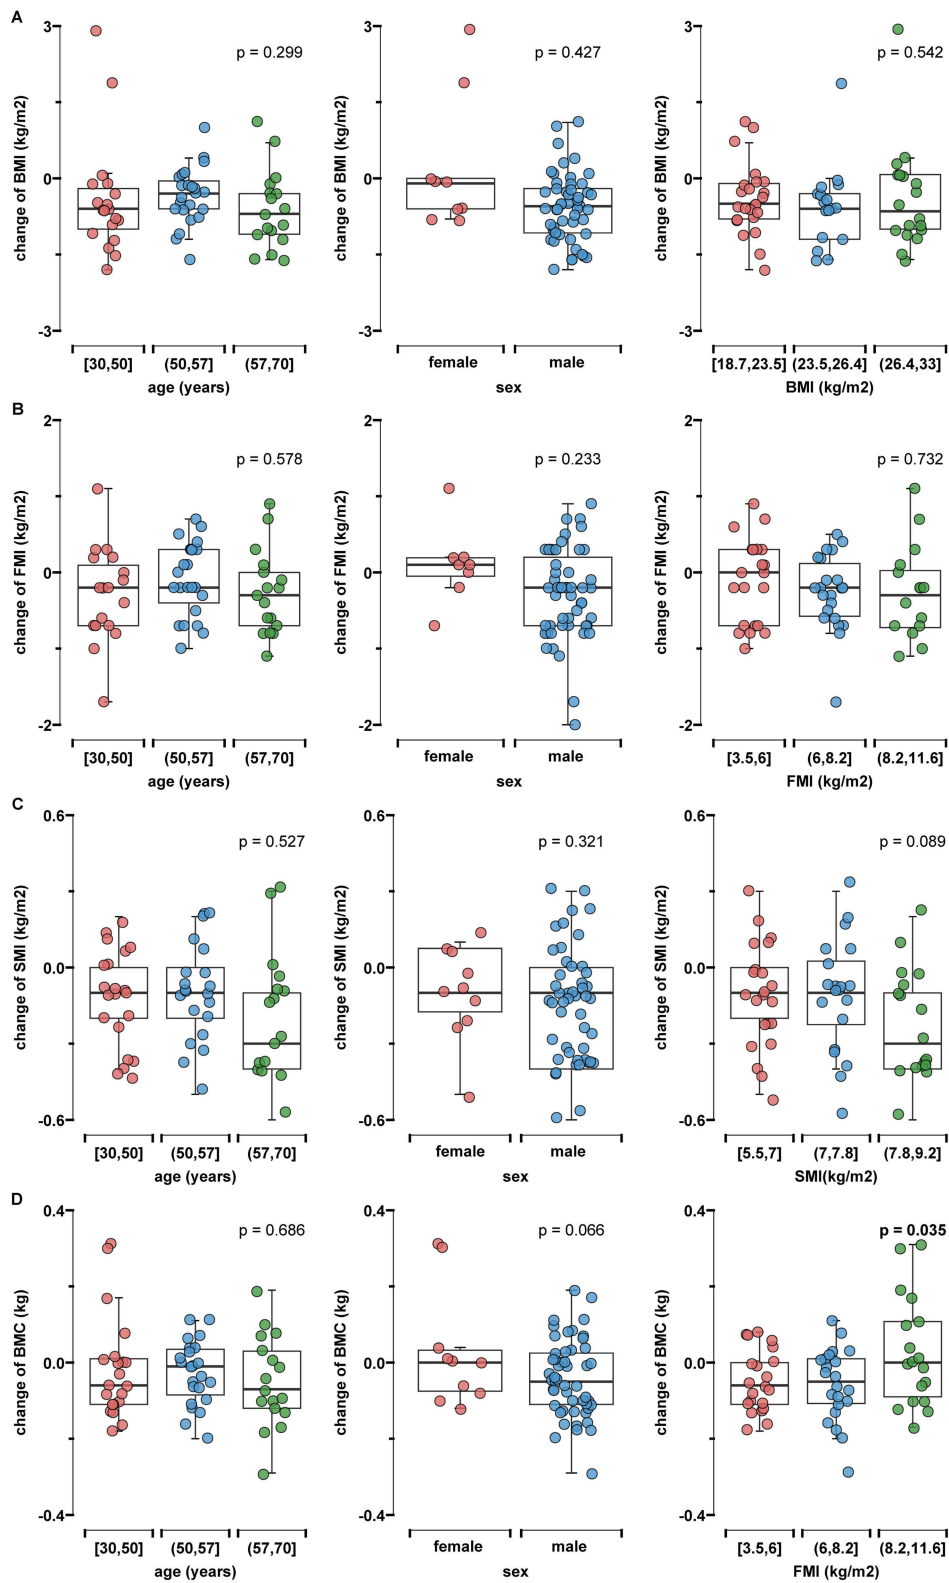 A
change of BMI (kg/m2)
3
0
-3
p = 0.299
[30,50]
(50,57]
(57,70]
age (years)
change of BMI (kg/m2)
3
0
-3
p = 0.427
female
male
sex
change of BMI (kg/m2)
3
0
-3
p = 0.542
[18.7,23.5]
(23.5,26.4]
(26.4,33]
BMI (kg/m2)
B
change of FMI (kg/m2)
2
0
-2
p = 0.578
[30,50]
(50,57]
(57,70]
age (years)
change of FMI (kg/m2)
2
0
-2
p = 0.233
female
male
sex
change of FMI (kg/m2)
2
0
-2
p = 0.732
[3.5,6]
(6,8.2]
(8.2,11.6]
FMI (kg/m2)
C
change of SMI (kg/m2)
0.6
0.0
-0.6
p = 0.527
[30,50]
(50,57]
(57,70]
age (years)
change of SMI (kg/m2)
0.6
0.0
-0.6
p = 0.321
female
male
sex
change of SMI (kg/m2)
0.6
0.0
-0.6
p = 0.089
[5.5,7]
(7,7.8]
(7.8,9.2]
SMI(kg/m2)
D
change of BMC (kg)
0.4
0.0
-0.4
p = 0.686
[30,50]
(50,57]
(57,70]
age (years)
change of BMC (kg)
0.4
0.0
-0.4
p = 0.066
female
male
sex
change of BMC (kg)
0.4
0.0
-0.4
p = 0.035
[3.5,6]
(6,8.2]
(8.2,11.6]
FMI (kg/m2)